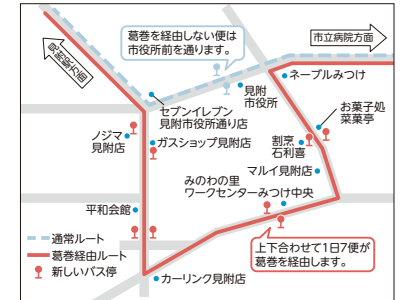 葛巻を経由しない便は
市役所前を通ります。
市立病院方面
見附駅方面
ネーブルみつけ
見附
市役所
セブンイレブン
見附市役所通り店
お菓子処
菜菓亭
ノジマ
見附店
ガスショップ見附店
割烹
石利喜
マルイ見附店
みのわの里
ワークセンターみつけ中央
平和会館
通常ルート
葛巻経由ルート
新しいバス停
上下合わせて1日7便が
葛巻を経由します。
カーリンク見附店